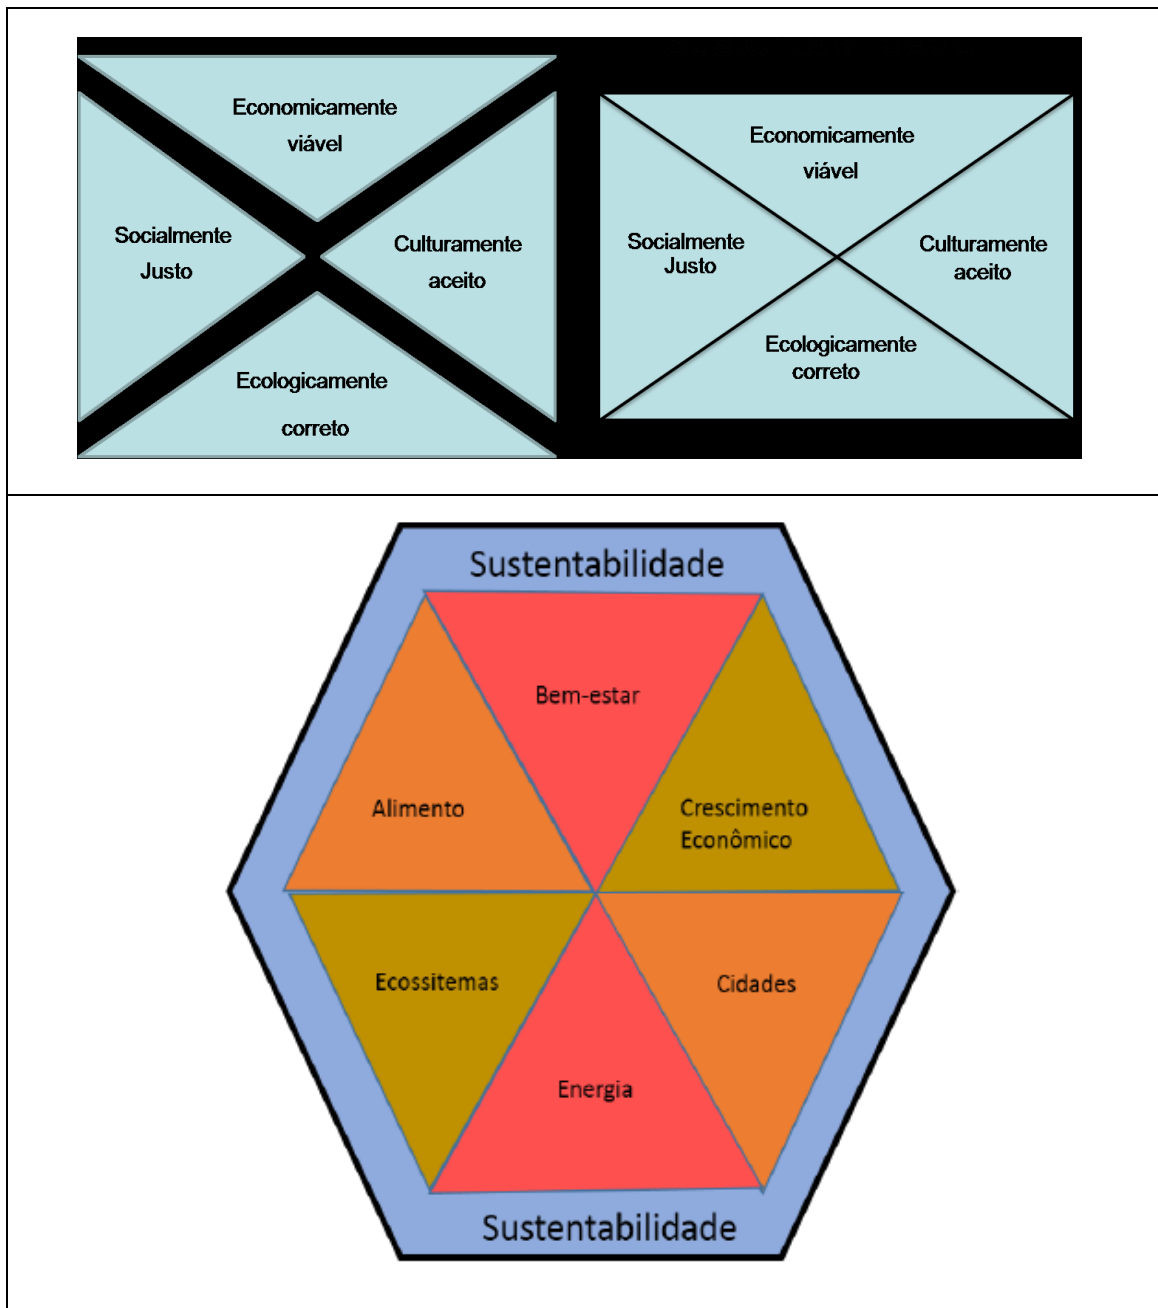 Economicamente
viável
Socialmente
Justo
Culturamente
aceito
Ecologicamente
correto
Economicamente
viável
Socialmente
Justo
Culturamente
aceito
Ecologicamente
correto
Sustentabilidade
Bem-estar
Alimento
Crescimento
Econômico
Ecossitemas
Cidades
Energia
Sustentabilidade